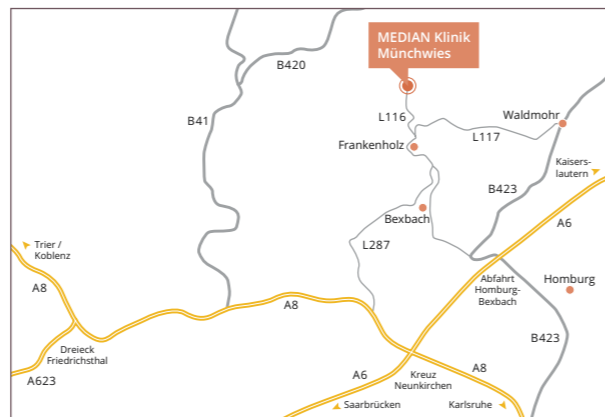 MEDIAN Klinik
Münchwies
B420
B41
L116
Waldmohr
L117
Frankenholz
Kaisers-
lautern
B423
Bexbach
A6
Trier /
Koblenz
L287
Abfahrt
Homburg-
Bexbach
Homburg
A8
A8
B423
Dreieck
Friedrichsthal
A623
A6
Kreuz
Neunkirchen
A8
Saarbrücken
Karlsruhe